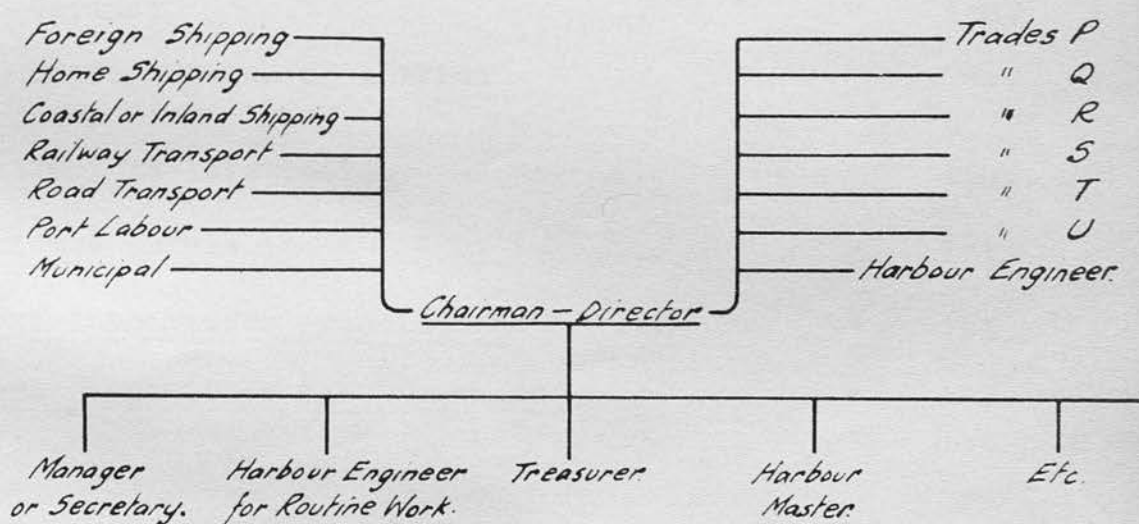 Foreign Shipping
Home Shipping
Coastal or Inland Shipping
Railway Transport
Road Transport
Port Labour
Municipal
Trades P
" Q
" R
" S
" T
" U
Harbour Engineer.
Chairman – Director
Manager
or Secretary.
Harbour Engineer
for Routine Work.
Treasurer.
Harbour
Master.
Etc.